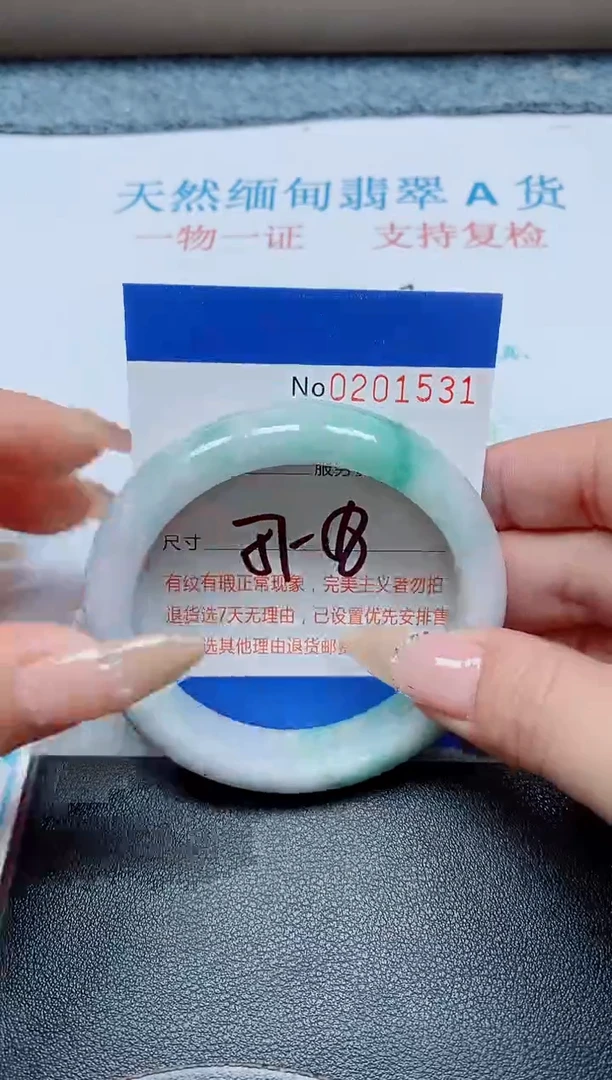 天然缅甸翡翠 A 货
一物一证 支持复检
真、
No0201531
服务
尺寸
有纹有瑕正常现象，完美主义者勿拍
退货选7天无理由，已设置优先安排售
选其他理由退货邮费